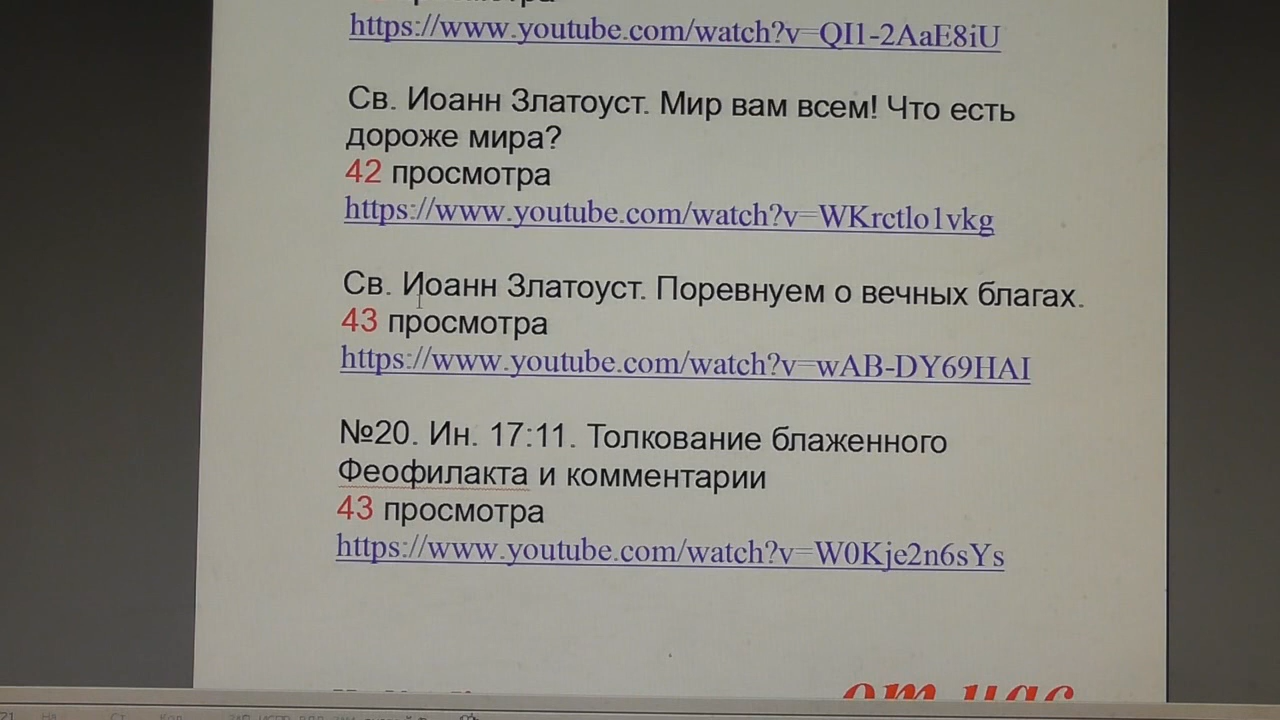 https://www.youtube.com/watch?v=QI1-2AaE8iU
Св. Иоанн Златоуст. Мир вам всем! Что есть
дороже мира?
42 просмотра
https://www.youtube.com/watch?v=WKrctlo1vkg
Св. Иоанн Златоуст. Поревнуем о вечных благах.
43 просмотра
https://www.youtube.com/watch?v=wAB-DY69HAI
№20. Ин. 17:11. Толкование блаженного
Феофилакта и комментарии
43 просмотра
https://www.youtube.com/watch?v=W0Kje2n6sYs
от нас